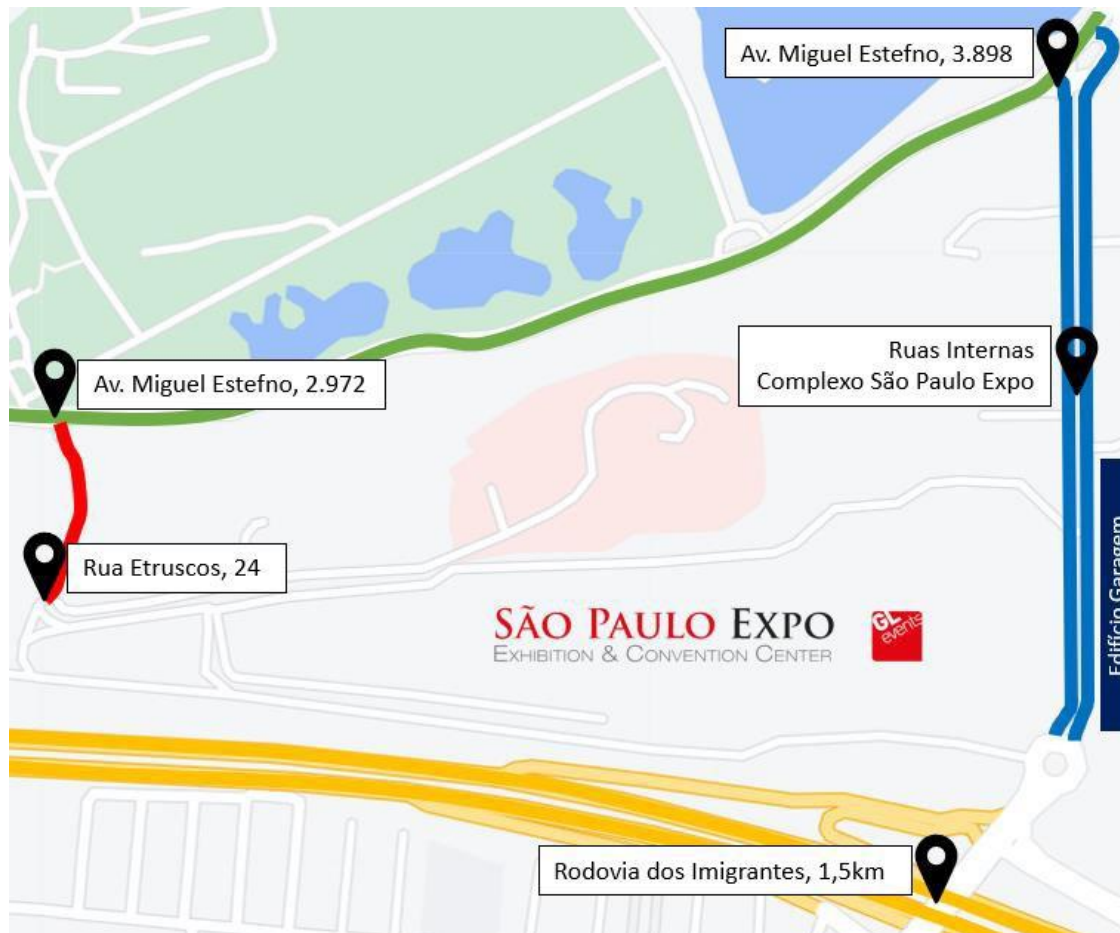 Av. Miguel Estefno, 3.898
Ruas Internas
Complexo São Paulo Expo
Av. Miguel Estefno, 2.972
Rua Etruscos, 24
Edifício Garagem
SÃO PAULO EXPO
EXHIBITION & CONVENTION CENTER
GL
events
Rodovia dos Imigrantes, 1,5km